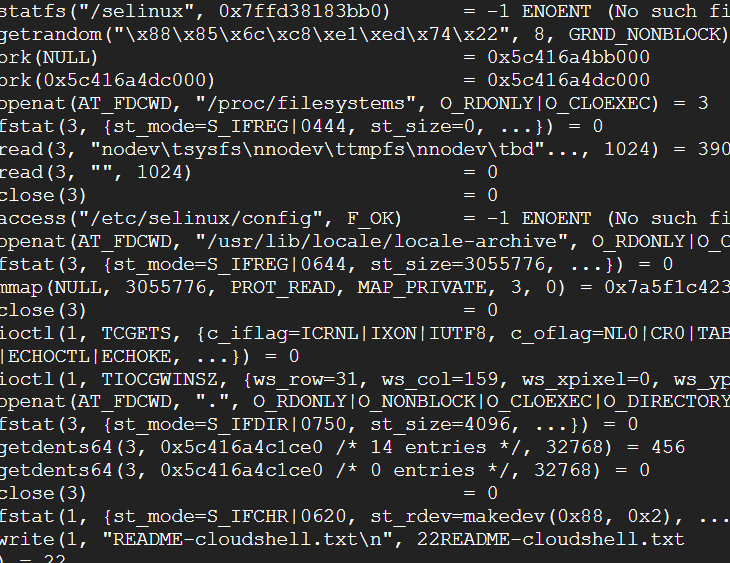 statfs("/selinux", 0x7ffd38183bb0)      = -1 ENOENT (No such fi
getrandom("\x88\x85\x6c\xc8\xe1\xed\x74\x22", 8, GRND_NONBLOCK)
ork(NULL)                               = 0x5c416a4bb000
ork(0x5c416a4dc000)                     = 0x5c416a4dc000
openat(AT_FDCWD, "/proc/filesystems", O_RDONLY|O_CLOEXEC) = 3
fstat(3, {st_mode=S_IFREG|0444, st_size=0, ...}) = 0
read(3, "nodev\tsysfs\nnodev\ttmpfs\nnodev\tbd"..., 1024) = 390
read(3, "", 1024)                       = 0
close(3)                                = 0
access("/etc/selinux/config", F_OK)     = -1 ENOENT (No such fi
openat(AT_FDCWD, "/usr/lib/locale/locale-archive", O_RDONLY|O_C
fstat(3, {st_mode=S_IFREG|0644, st_size=3055776, ...}) = 0
mmap(NULL, 3055776, PROT_READ, MAP_PRIVATE, 3, 0) = 0x7a5f1c423
close(3)                                = 0
ioctl(1, TCGETS, {c_iflag=ICRNL|IXON|IUTF8, c_oflag=NL0|CR0|TAB
|ECHOCTL|ECHOKE, ...}) = 0
ioctl(1, TIOCGWINSZ, {ws_row=31, ws_col=159, ws_xpixel=0, ws_yp
openat(AT_FDCWD, ".", O_RDONLY|O_NONBLOCK|O_CLOEXEC|O_DIRECTORY
fstat(3, {st_mode=S_IFDIR|0750, st_size=4096, ...}) = 0
getdents64(3, 0x5c416a4c1ce0 /* 14 entries */, 32768) = 456
getdents64(3, 0x5c416a4c1ce0 /* 0 entries */, 32768) = 0
close(3)                                = 0
fstat(1, {st_mode=S_IFCHR|0620, st_rdev=makedev(0x88, 0x2), ...
write(1, "README-cloudshell.txt\n", 22README-cloudshell.txt
) = 22